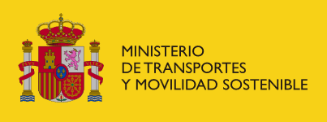 MINISTERIO
DE TRANSPORTES
Y MOVILIDAD SOSTENIBLE